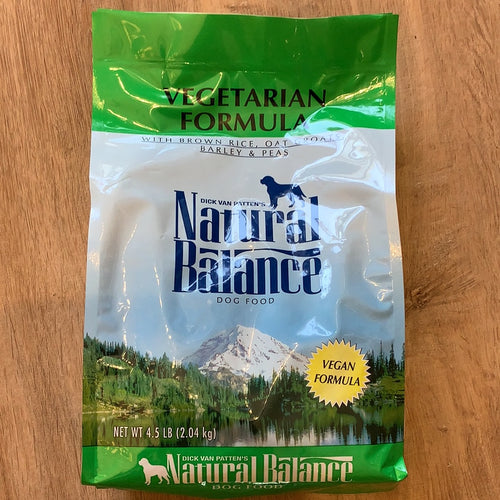 VEGETARIAN
FORMULA
WITH BROWN RICE, OAT GROATS,
BARLEY & PEAS
DICK VAN PATTEN'S
Natural
Balance
DOG FOOD
VEGAN
FORMULA
NET WT 4.5 LB (2.04 kg)
DICK VAN PATTEN'S
Natural Balance
DOG FOOD